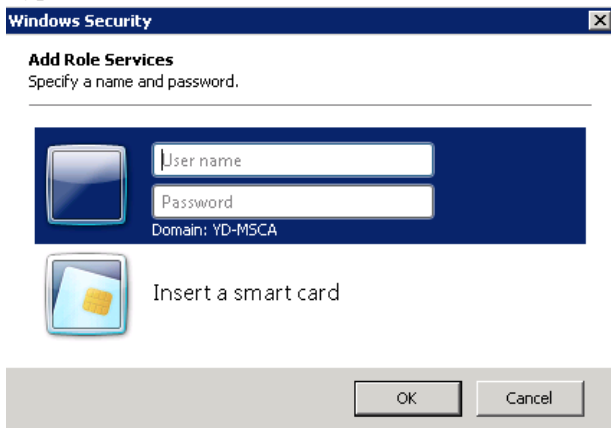 Windows Security
Add Role Services
Specify a name and password.
User name
Password
Domain: YD-MSCA
Insert a smart card
OK
Cancel